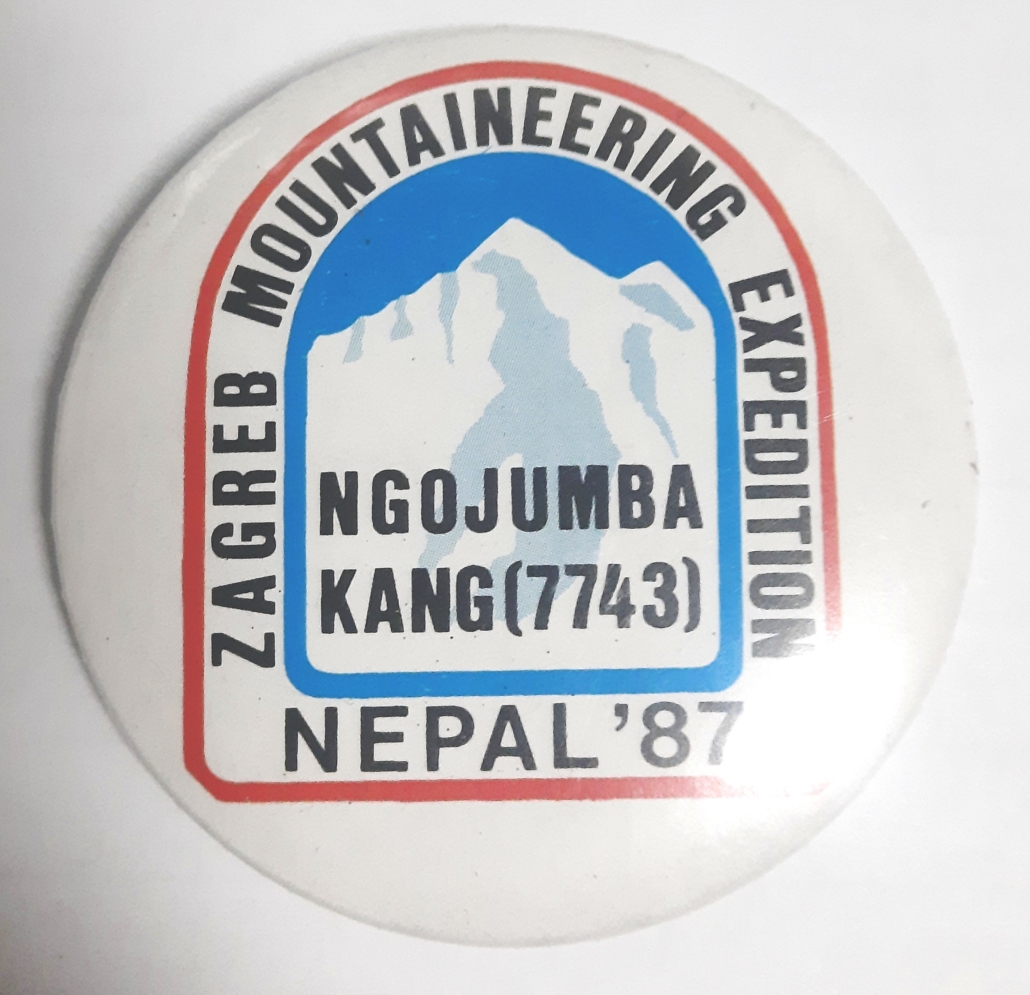 ZAGREB MOUNTAINEERING EXPEDITION
NGOJUMBA
KANG (7743)
NEPAL '87